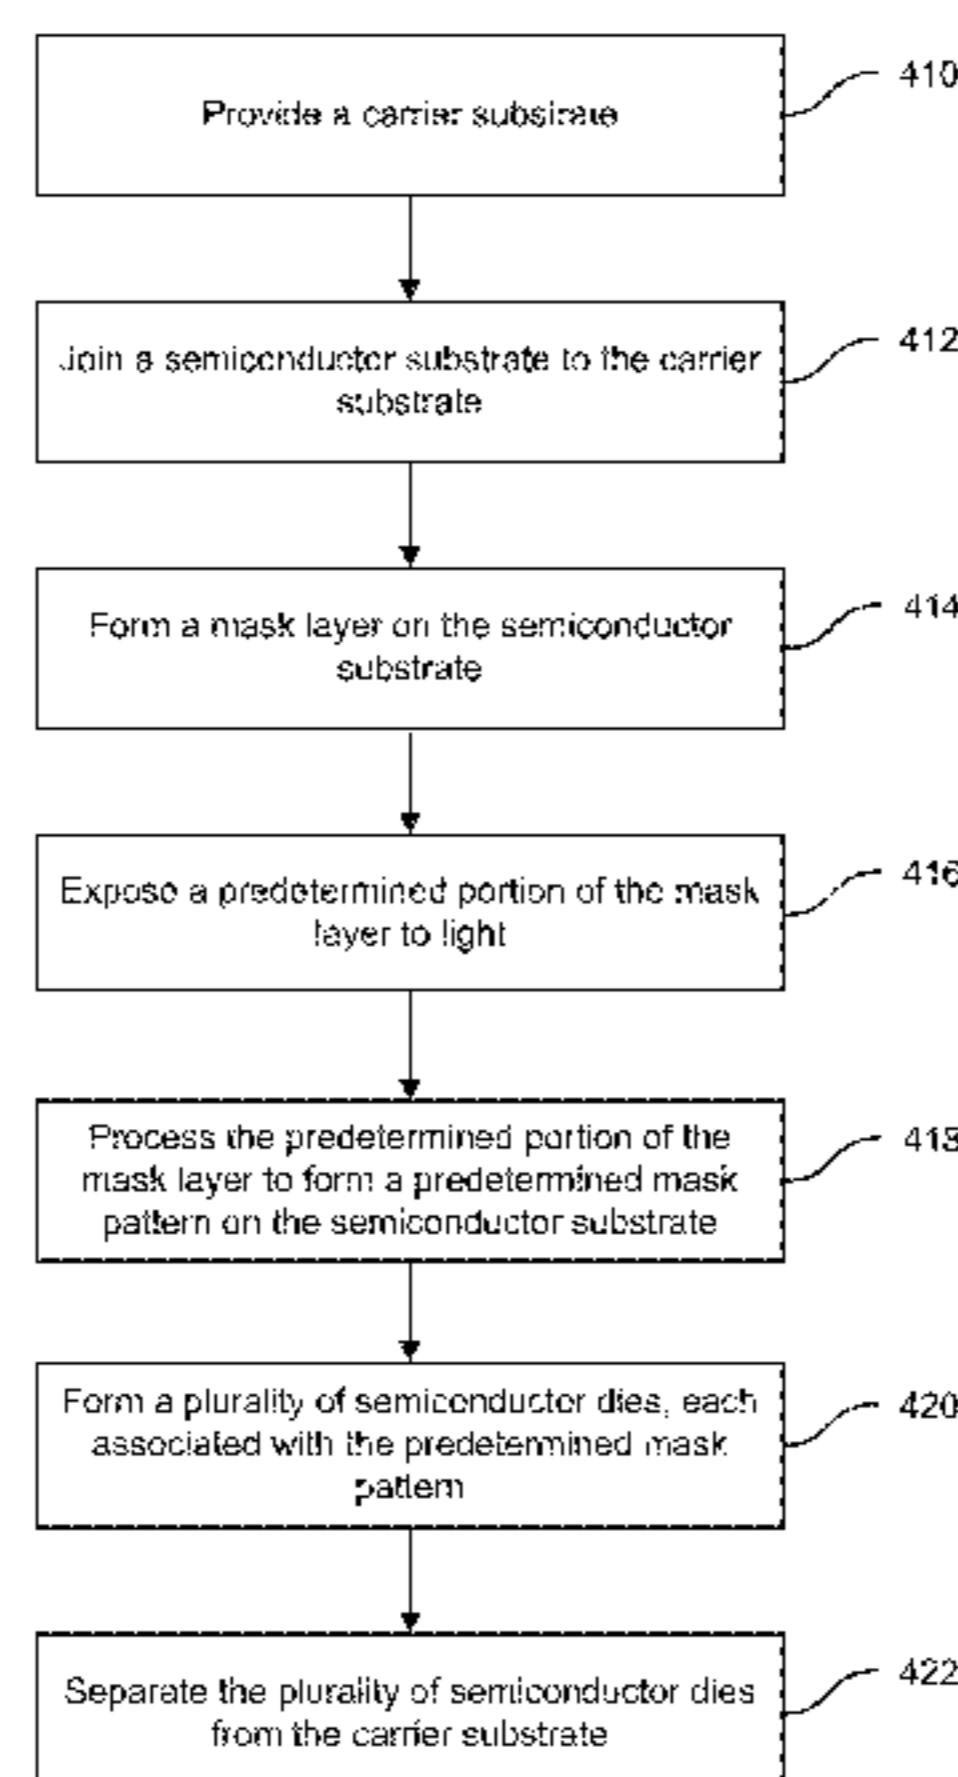 Provide a carrier substrate
410
Join a semiconductor substrate to the carrier
substrate
412
Form a mask layer on the semiconductor
substrate
414
Expose a predetermined portion of the mask
layer to light
416
Process the predetermined portion of the
mask layer to form a predetermined mask
pattern on the semiconductor substrate
418
Form a plurality of semiconductor dies, each
associated with the predetermined mask
pattern
420
Separate the plurality of semiconductor dies
from the carrier substrate
422